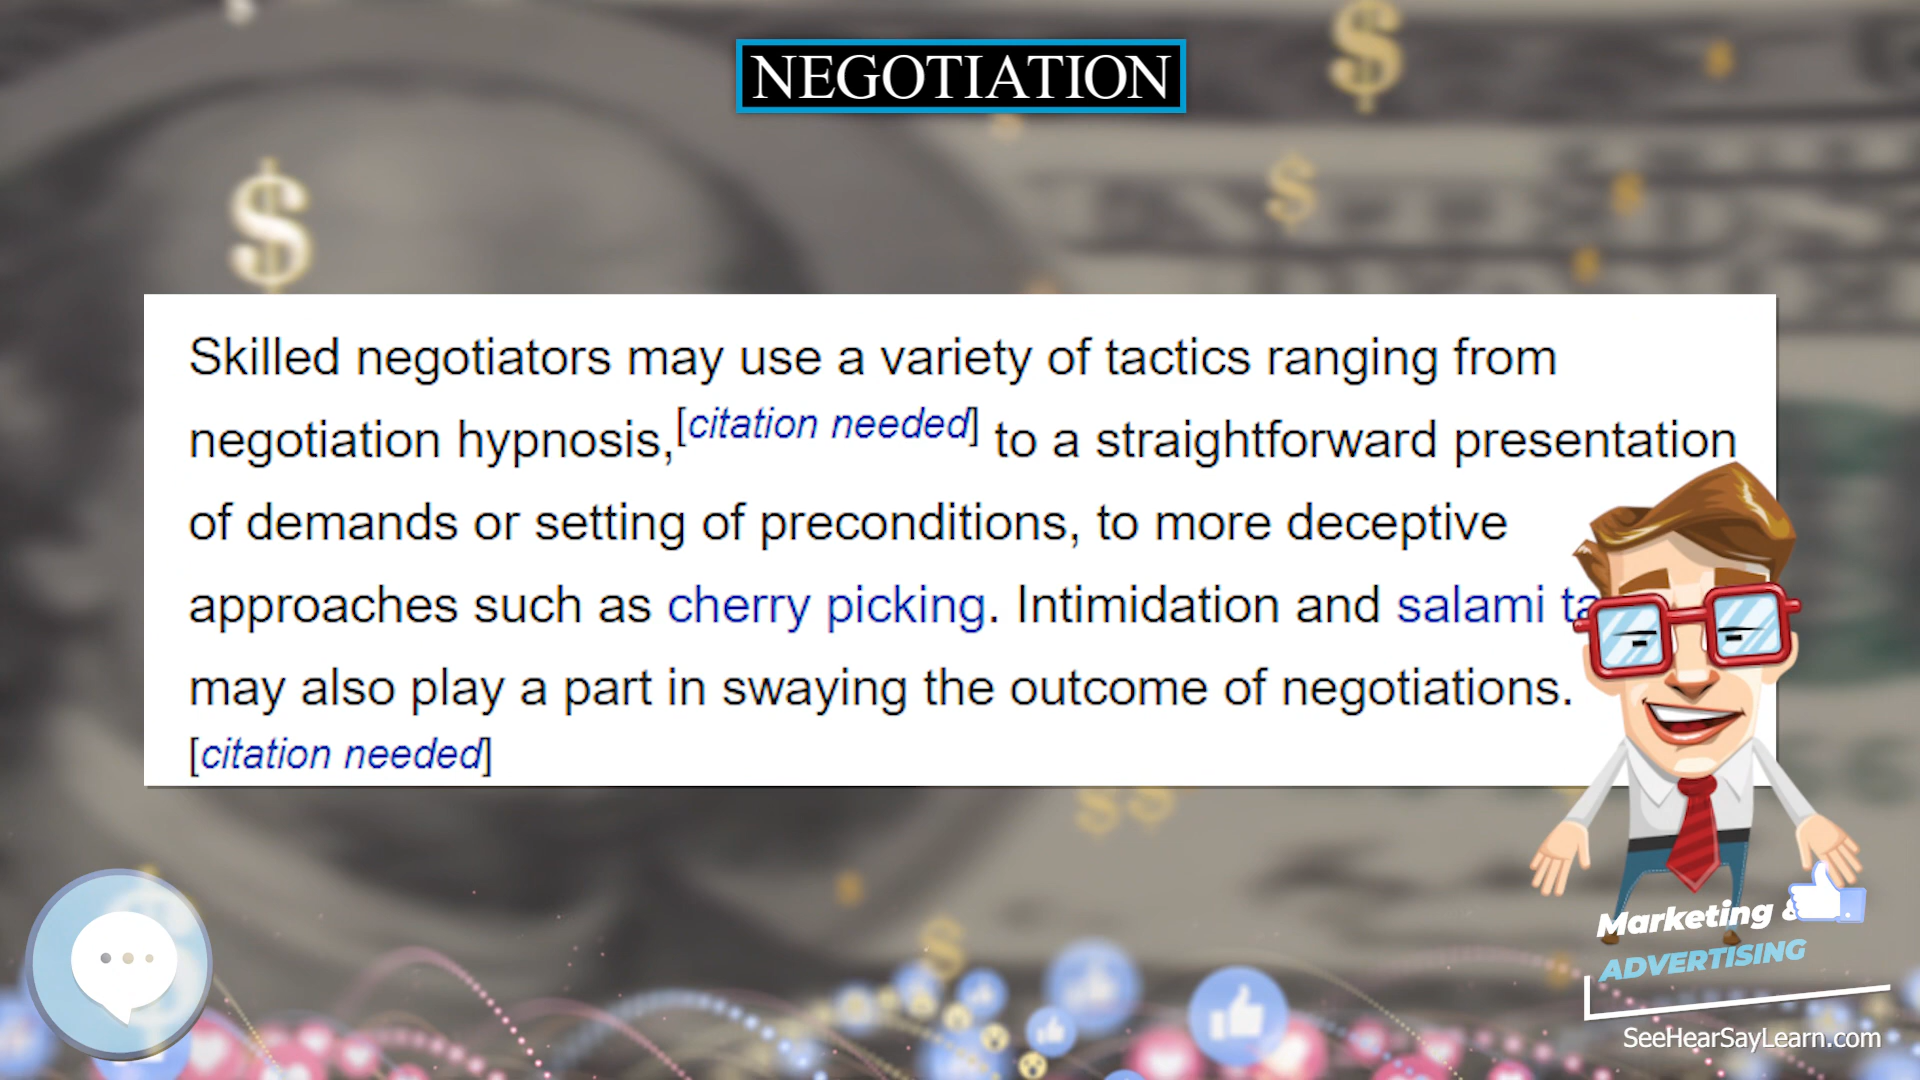 NEGOTIATION
Skilled negotiators may use a variety of tactics ranging from
negotiation hypnosis,[citation needed] to a straightforward presentation
of demands or setting of preconditions, to more deceptive
approaches such as cherry picking. Intimidation and salami
may also play a part in swaying the outcome of negotiations.
[citation needed]
Marketing &
ADVERTISING
SeeHearSayLearn.com